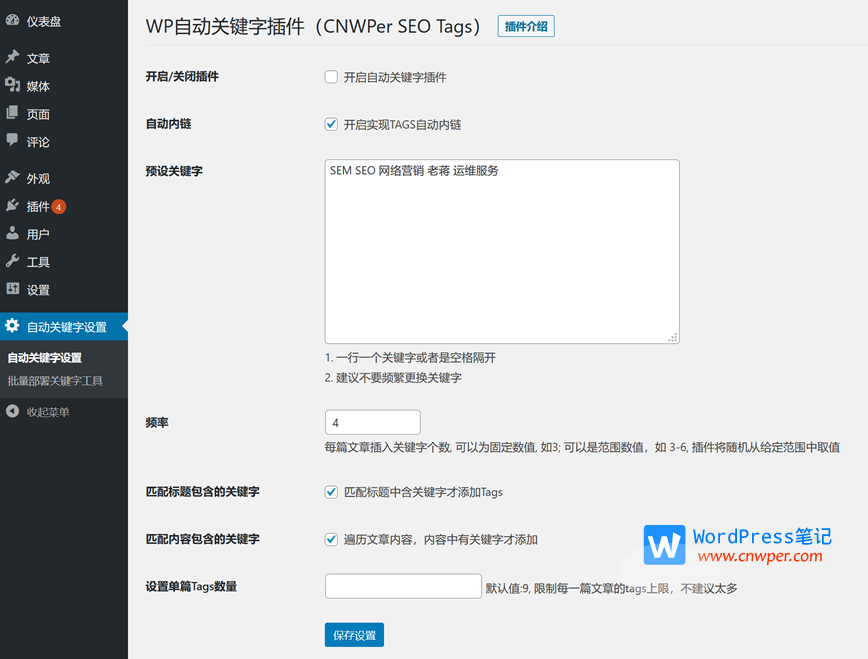 仪表盘
文章
媒体
页面
评论
外观
插件 4
用户
工具
设置
自动关键字设置
自动关键字设置
批量部署关键字工具
收起菜单
WP自动关键字插件（CNWPer SEO Tags） 插件介绍
开启/关闭插件 开启自动关键字插件
自动内链 开启实现TAGS自动内链
预设关键字 SEM SEO 网络营销 老蒋 运维服务
1. 一行一个关键字或者是空格隔开
2. 建议不要频繁更换关键字
频率 4
每篇文章插入关键字个数, 可以为固定数值, 如3; 可以是范围数值，如 3-6, 插件将随机从给定范围中取值
匹配标题包含的关键字 匹配标题中含关键字才添加Tags
匹配内容包含的关键字 遍历文章内容，内容中有关键字才添加
W WordPress笔记
www.cnwper.com
设置单篇Tags数量 默认值:9, 限制每一篇文章的tags上限，不建议太多
保存设置